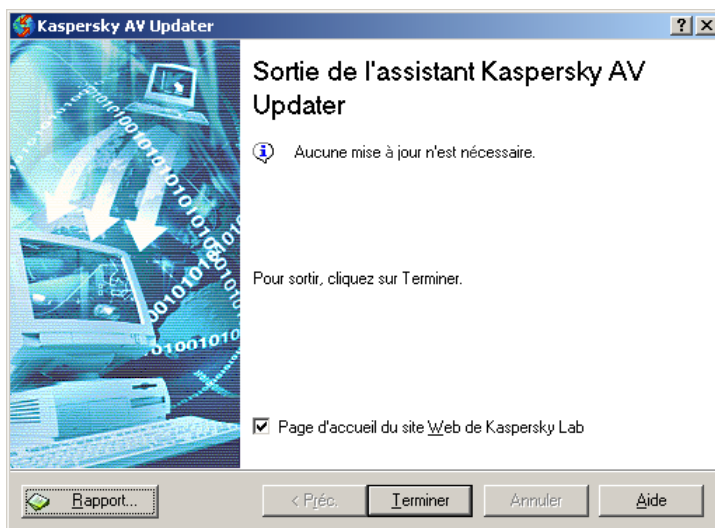 Kaspersky AV Updater
Sortie de l'assistant Kaspersky AV
Updater
Aucune mise à jour n'est nécessaire.
Pour sortir, cliquez sur Terminer.
Page d'accueil du site Web de Kaspersky Lab
Rapport...
< Préc.
Terminer
Annuler
Aide